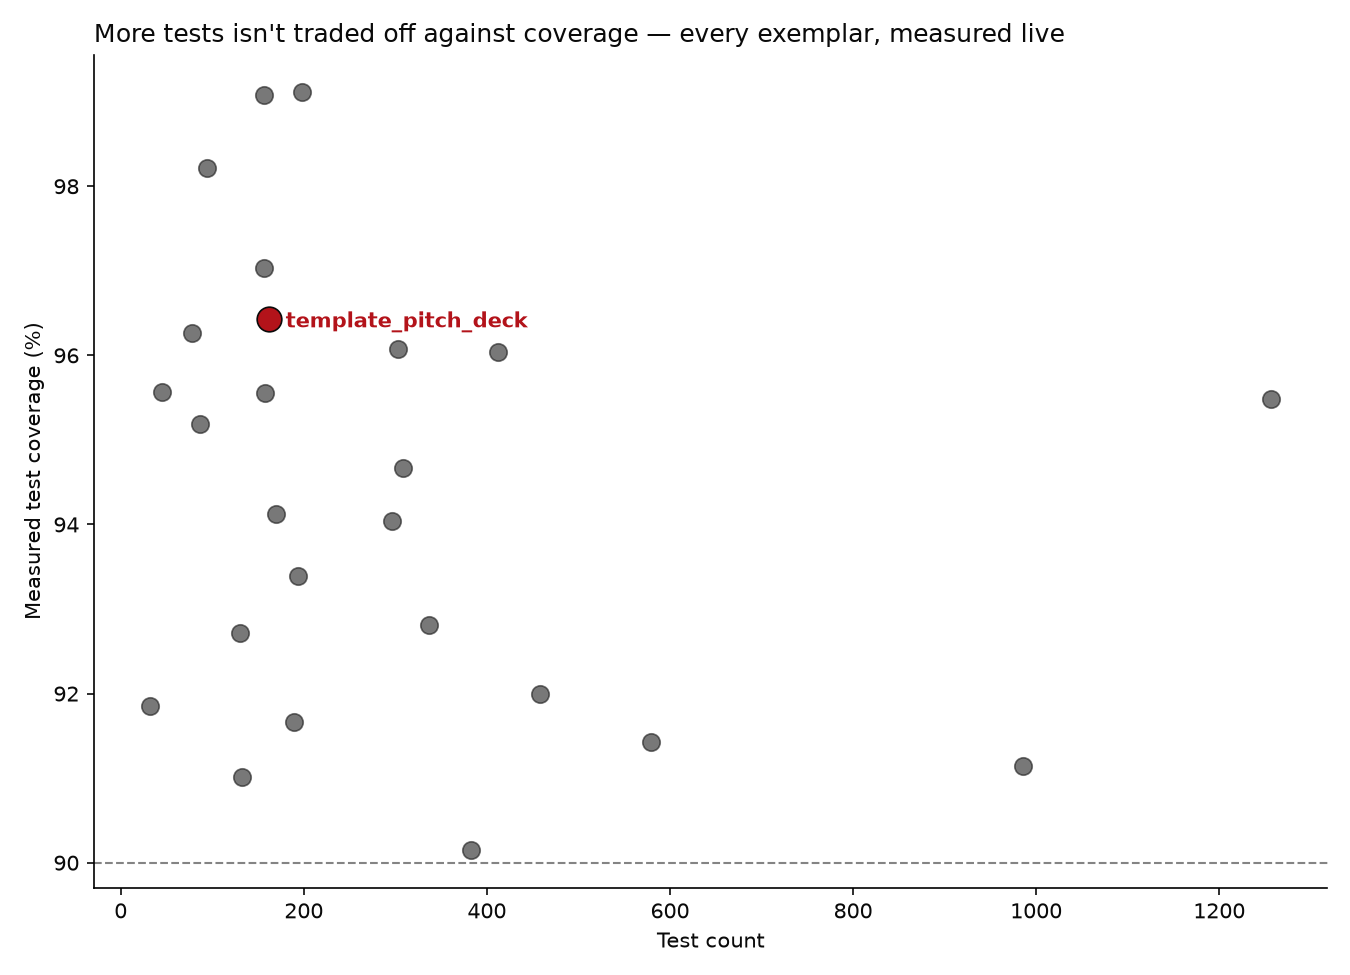 More tests isn't traded off against coverage — every exemplar, measured live
98
96
94
92
90
Measured test coverage (%)
template_pitch_deck
0 200 400 600 800 1000 1200
Test count